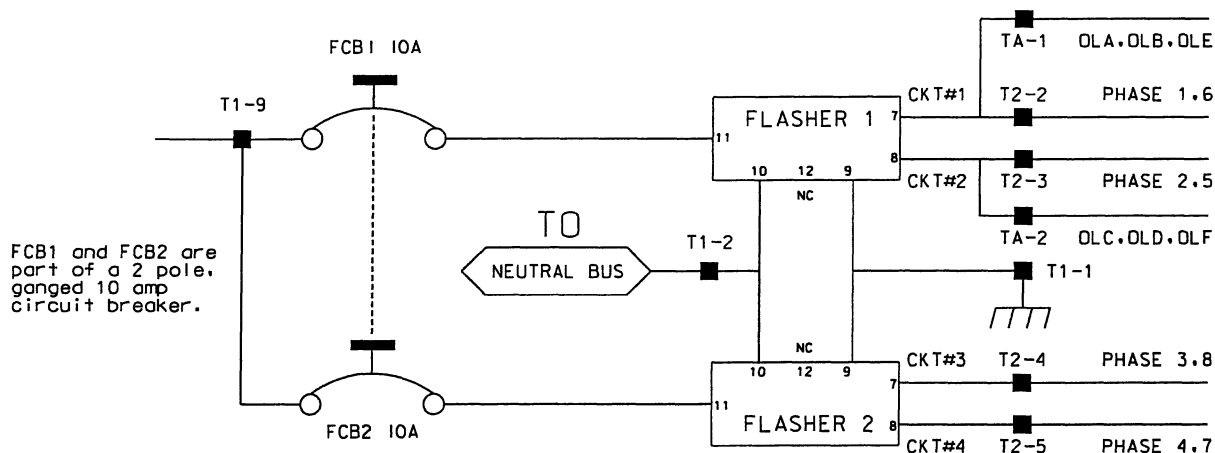 FCB1 10A
T1-9
TA-1 OLA.OLB.OLE
CKT#1 T2-2 PHASE 1.6
FLASHER 1
11
7
8
10 12 9
NC
CKT#2 T2-3 PHASE 2.5
TA-2 OLC.OLD.OLF
TO
NEUTRAL BUS
T1-2
T1-1
FCB1 and FCB2 are
part of a 2 pole,
ganged 10 amp
circuit breaker.
NC
10 12 9
11
7
8
FLASHER 2
CKT#3 T2-4 PHASE 3.8
FCB2 10A
CKT#4 T2-5 PHASE 4.7